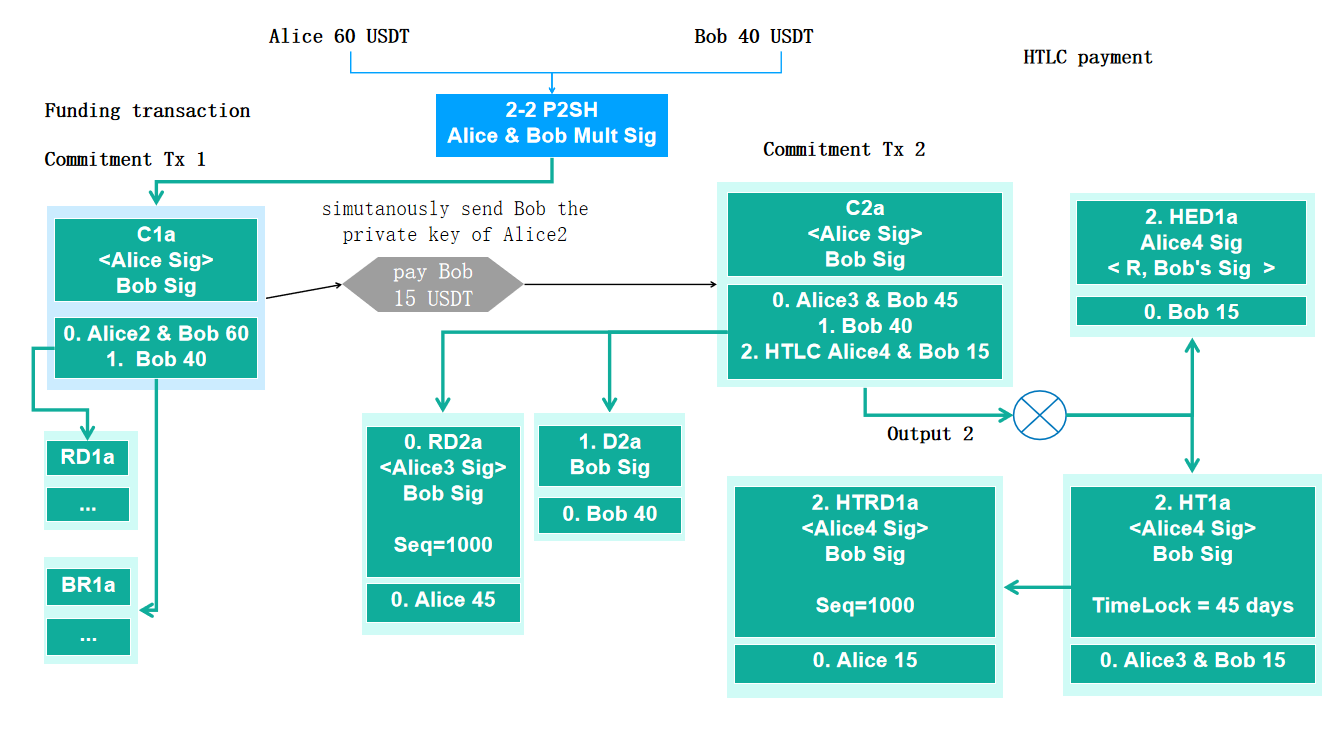 Alice 60 USDT
Bob 40 USDT
HTLC payment
Funding transaction
2-2 P2SH
Alice & Bob Mult Sig
Commitment Tx 1
Commitment Tx 2
simutanously send Bob the
private key of Alice2
C1a
<Alice Sig>
Bob Sig
0. Alice2 & Bob 60
1. Bob 40
pay Bob
15 USDT
C2a
<Alice Sig>
Bob Sig
0. Alice3 & Bob 45
1. Bob 40
2. HTLC Alice4 & Bob 15
2. HED1a
Alice4 Sig
< R, Bob's Sig >
0. Bob 15
Output 2
RD1a
...
BR1a
...
0. RD2a
<Alice3 Sig>
Bob Sig
Seq=1000
0. Alice 45
1. D2a
Bob Sig
0. Bob 40
2. HTRD1a
<Alice4 Sig>
Bob Sig
Seq=1000
0. Alice 15
2. HT1a
<Alice4 Sig>
Bob Sig
TimeLock = 45 days
0. Alice3 & Bob 15